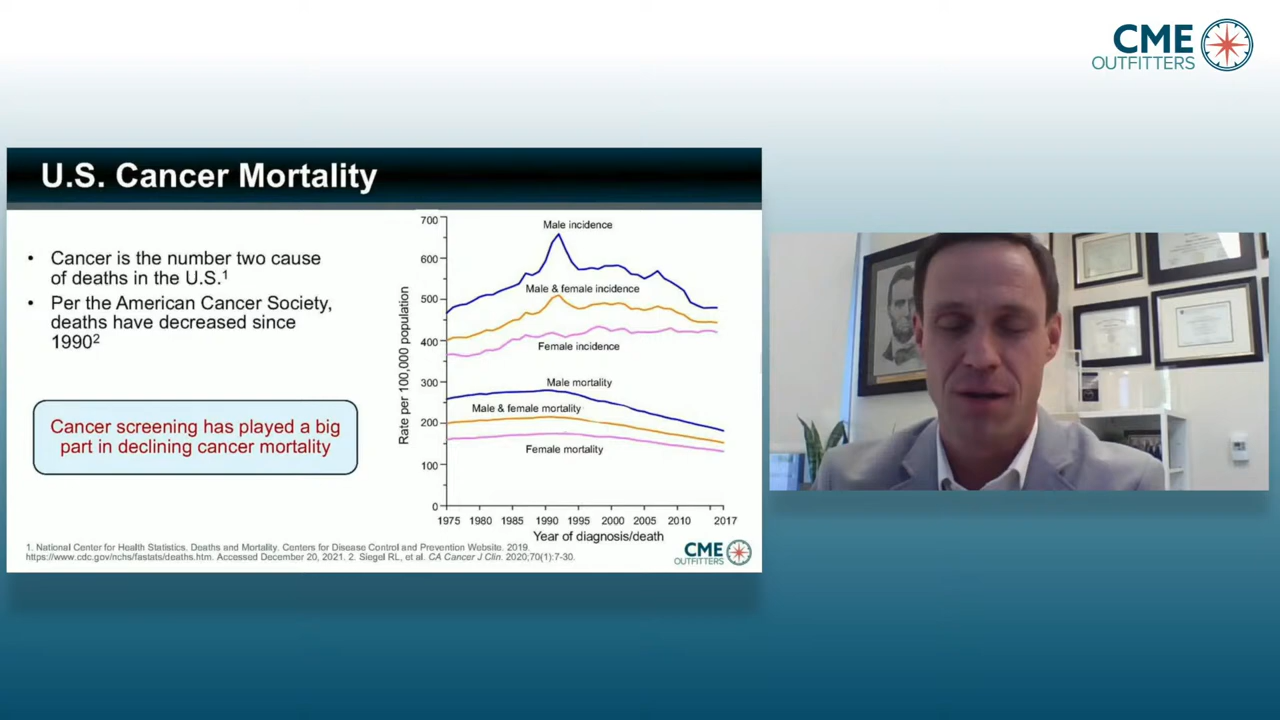 CME
OUTFITTERS
U.S. Cancer Mortality
• Cancer is the number two cause
of deaths in the U.S.1
• Per the American Cancer Society,
deaths have decreased since
19902
Cancer screening has played a big
part in declining cancer mortality
Rate per 100,000 population
700
600
500
400
300
200
100
0
Male incidence
Male & female incidence
Female incidence
Male mortality
Male & female mortality
Female mortality
1975 1980 1985 1990 1995 2000 2005 2010 2017
Year of diagnosis/death
1. National Center for Health Statistics. Deaths and Mortality. Centers for Disease Control and Prevention Website. 2019.
https://www.cdc.gov/nchs/fastats/deaths.htm. Accessed December 20, 2021. 2. Siegel RL, et al. CA Cancer J Clin. 2020;70(1):7-30.
CME
OUTFITTERS